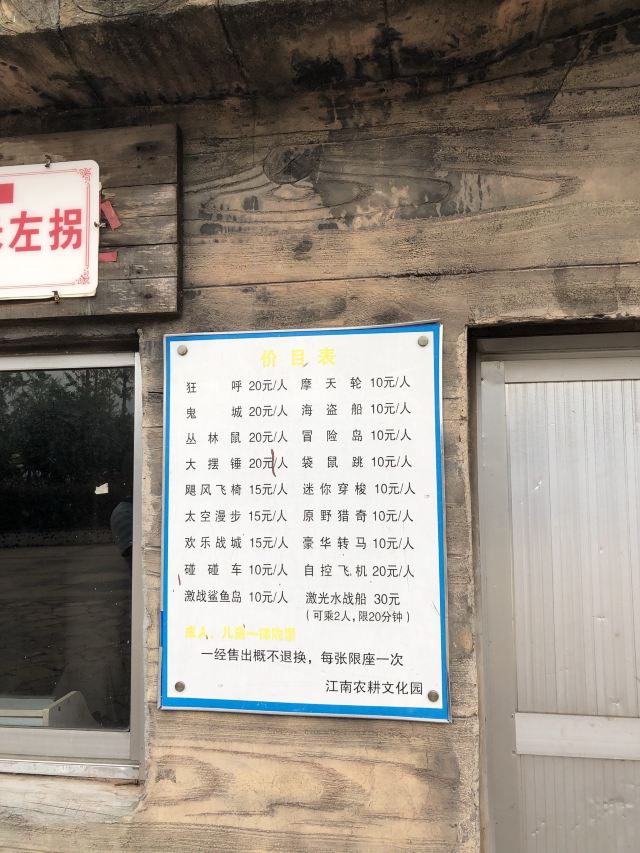 左拐
价目表
狂呼 20元/人 摩天轮 10元/人
鬼城 20元/人 海盗船 10元/人
丛林鼠 20元/人 冒险岛 10元/人
大摆锤 20元/人 袋鼠跳 10元/人
飓风飞椅 15元/人 迷你穿梭 10元/人
太空漫步 15元/人 原野猎奇 10元/人
欢乐战城 15元/人 豪华转马 10元/人
碰碰车 10元/人 自控飞机 20元/人
激战鲨鱼岛 10元/人 激光水战船 30元
(可乘2人,限20分钟)
成人、儿童一律购票
一经售出概不退换，每张限座一次
江南农耕文化园